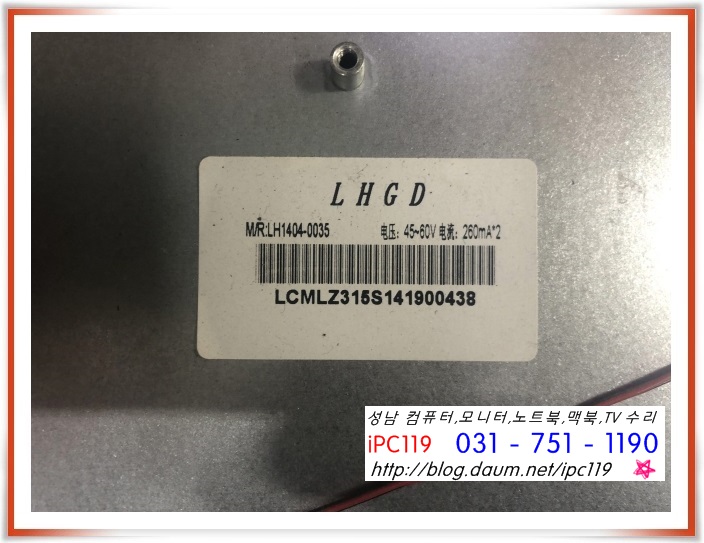 LHGD
M/R:LH1404-0035 电压: 45~60V 电流: 260mA*2
LCMLZ315S141900438
성남 컴퓨터,모니터,노트북,맥북,TV 수리
iPC119 031 - 751 - 1190
http://blog.daum.net/ipc119